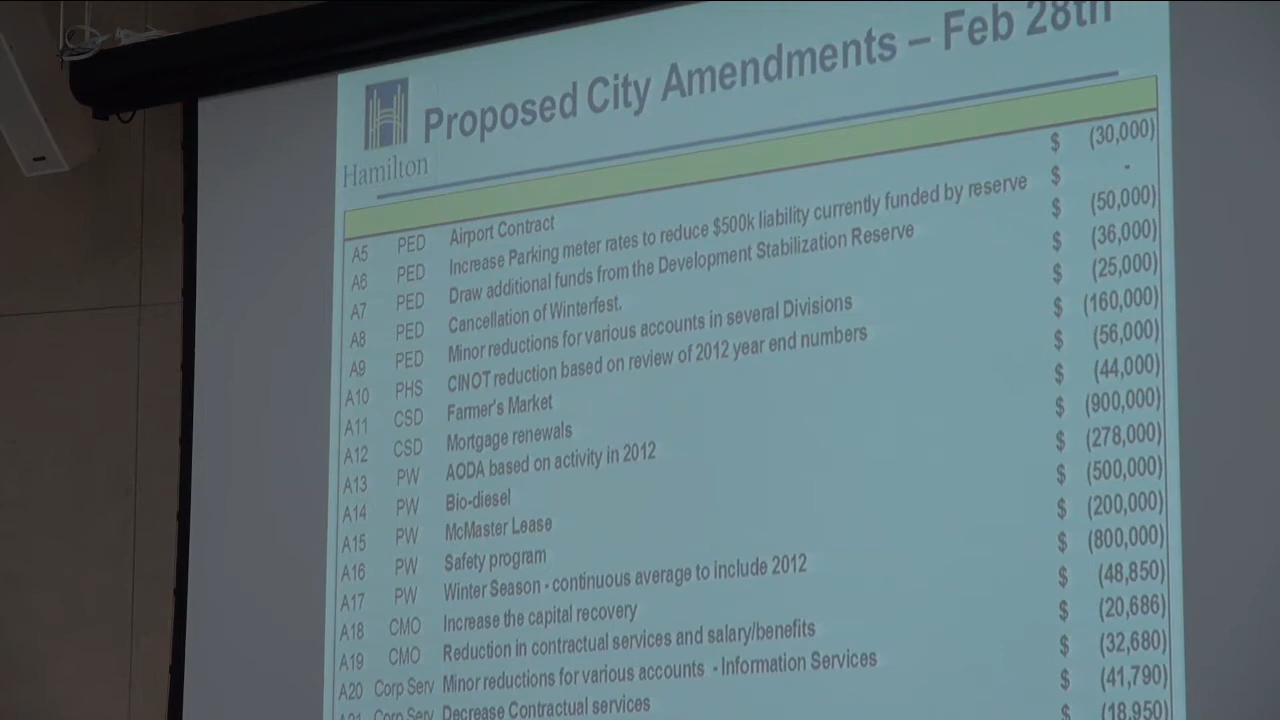 Proposed City Amendments – Feb 28th
Hamilton
A5 PED Airport Contract $ (30,000)
A6 PED Increase Parking meter rates to reduce $500k liability currently funded by reserve $ -
A7 PED Draw additional funds from the Development Stabilization Reserve $ (50,000)
A8 PED Cancellation of Winterfest. $ (36,000)
A9 PED Minor reductions for various accounts in several Divisions $ (25,000)
A10 PHS CINOT reduction based on review of 2012 year end numbers $ (160,000)
A11 CSD Farmer's Market $ (56,000)
A12 CSD Mortgage renewals $ (44,000)
A13 PW AODA based on activity in 2012 $ (900,000)
A14 PW Bio-diesel $ (278,000)
A15 PW McMaster Lease $ (500,000)
A16 PW Safety program $ (200,000)
A17 PW Winter Season - continuous average to include 2012 $ (800,000)
A18 CMO Increase the capital recovery $ (48,850)
A19 CMO Reduction in contractual services and salary/benefits $ (20,686)
A20 Corp Serv Minor reductions for various accounts - Information Services $ (32,680)
A21 Corp Serv Decrease Contractual services $ (41,790)
$ (18,950)